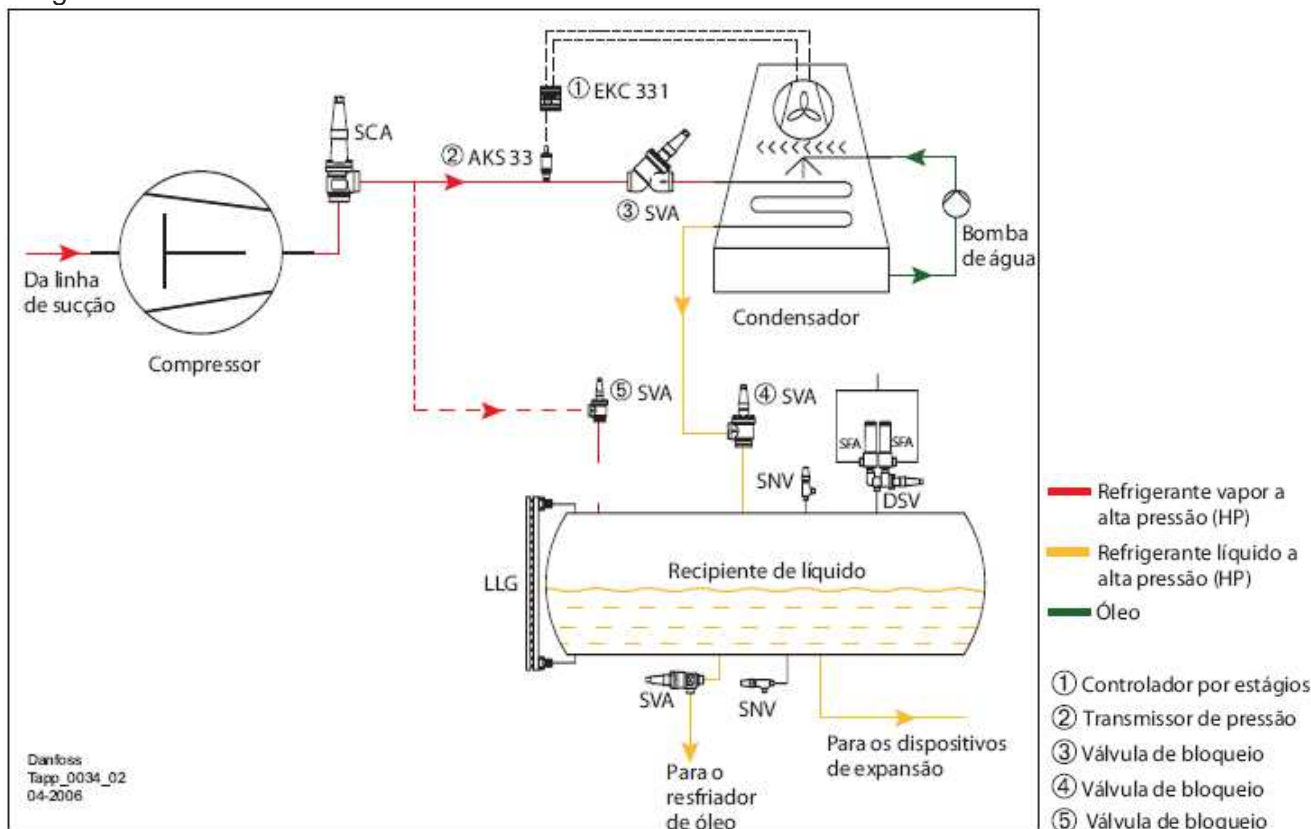 ① EKC 331
SCA
② AKS 33
③ SVA
Bomba
de água
Da linha
de sucção
Condensador
Compressor
⑤ SVA
④ SVA
SFA
SFA
SNV
DSV
LLG
Recipiente de líquido
SVA
SNV
Para os dispositivos
de expansão
Para o
resfriador
de óleo
Danfoss
Tapp_0034_02
04-2006
Refrigerante vapor a
alta pressão (HP)
Refrigerante líquido a
alta pressão (HP)
Óleo
① Controlador por estágios
② Transmissor de pressão
③ Válvula de bloqueio
④ Válvula de bloqueio
⑤ Válvula de bloqueio